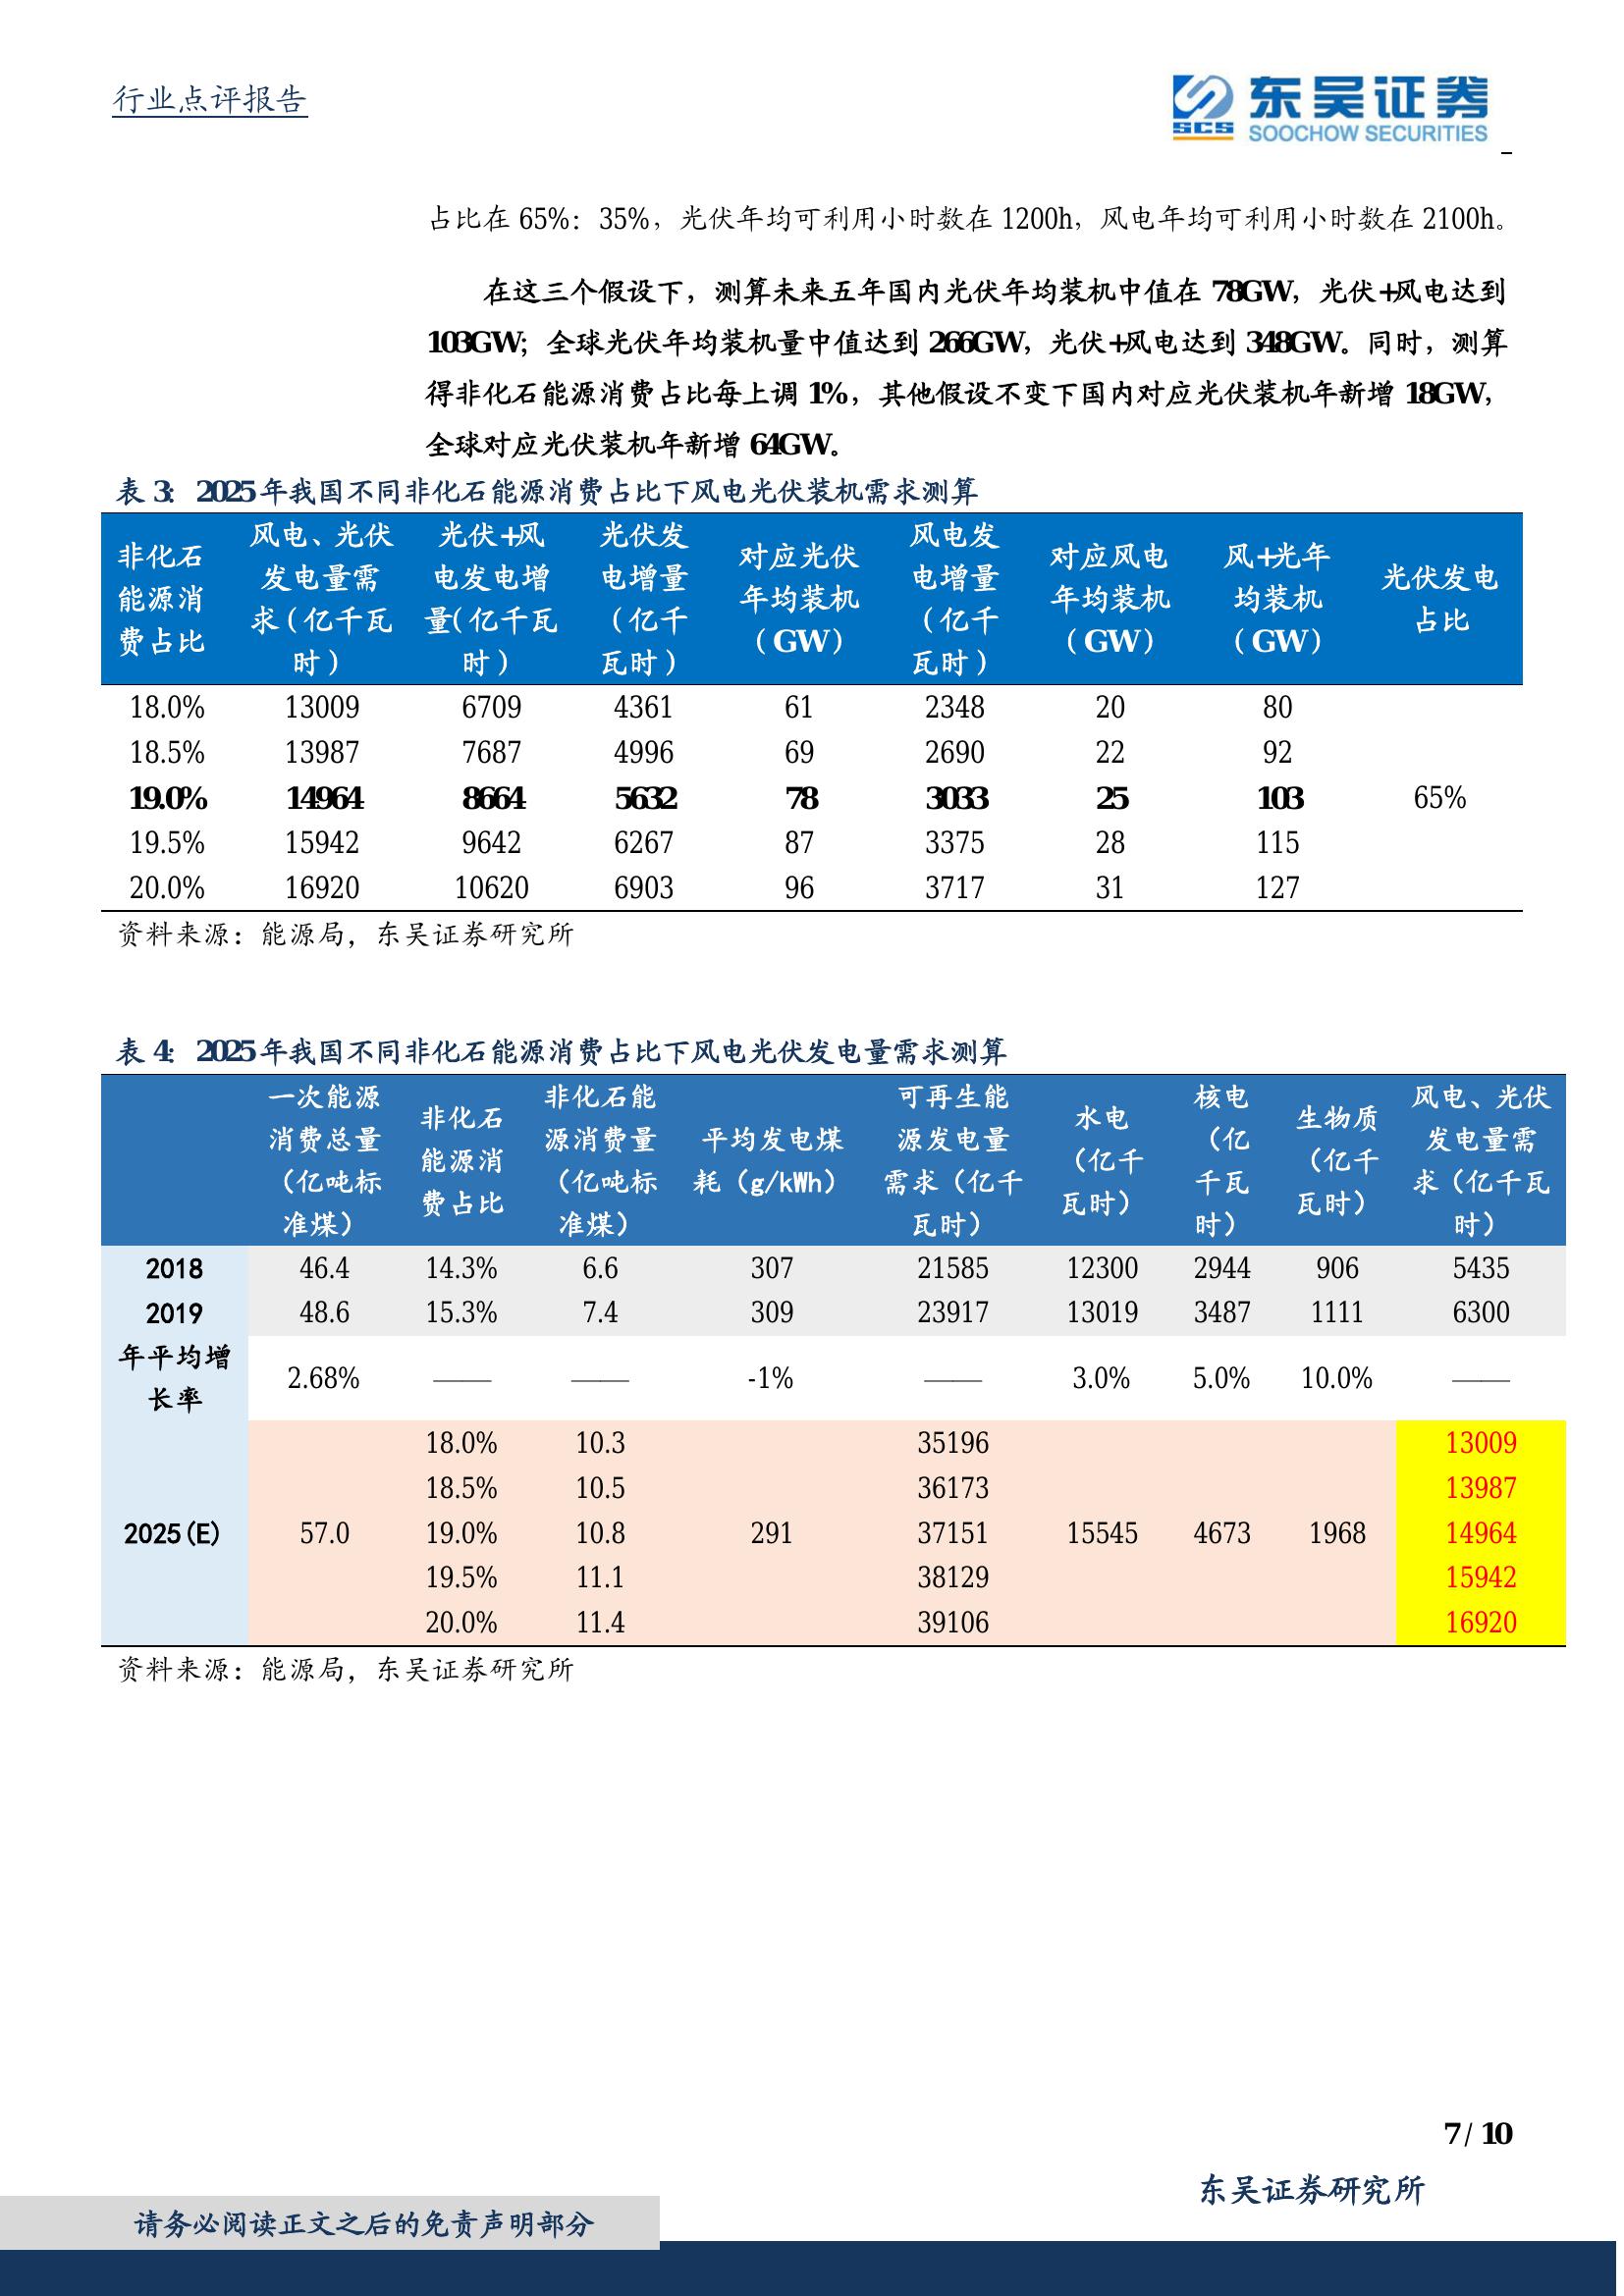 行业点评报告
东吴证券
SCS
SOOCHOW SECURITIES
占比在 65%：35%，光伏年均可利用小时数在 1200h，风电年均可利用小时数在 2100h。
在这三个假设下，测算未来五年国内光伏年均装机中值在 78GW，光伏+风电达到
103GW；全球光伏年均装机量中值达到 266GW，光伏+风电达到 348GW。同时，测算
得非化石能源消费占比每上调 1%，其他假设不变下国内对应光伏装机年新增 18GW，
全球对应光伏装机年新增 64GW。
表 3：2025 年我国不同非化石能源消费占比下风电光伏装机需求测算
非化石能源消费占比 风电、光伏发电量需求（亿千瓦时） 光伏+风电发电增量（亿千瓦时） 光伏发电增量（亿千瓦时） 对应光伏年均装机（GW） 风电发电增量（亿千瓦时） 对应风电年均装机（GW） 风+光年均装机（GW） 光伏发电占比
18.0% 13009 6709 4361 61 2348 20 80
18.5% 13987 7687 4996 69 2690 22 92
19.0% 14964 8664 5632 78 3033 25 103 65%
19.5% 15942 9642 6267 87 3375 28 115
20.0% 16920 10620 6903 96 3717 31 127
资料来源：能源局，东吴证券研究所
表 4：2025 年我国不同非化石能源消费占比下风电光伏发电量需求测算
一次能源消费总量（亿吨标准煤） 非化石能源消费占比 非化石能源消费量（亿吨标准煤） 平均发电煤耗（g/kWh） 可再生能源发电量需求（亿千瓦时） 水电（亿千瓦时） 核电（亿千瓦时） 生物质（亿千瓦时） 风电、光伏发电量需求（亿千瓦时）
2018 46.4 14.3% 6.6 307 21585 12300 2944 906 5435
2019 48.6 15.3% 7.4 309 23917 13019 3487 1111 6300
年平均增长率 2.68% —— —— -1% —— 3.0% 5.0% 10.0% ——
18.0% 10.3 35196 13009
18.5% 10.5 36173 13987
2025(E) 57.0 19.0% 10.8 291 37151 15545 4673 1968 14964
19.5% 11.1 38129 15942
20.0% 11.4 39106 16920
资料来源：能源局，东吴证券研究所
7 / 10
东吴证券研究所
请务必阅读正文之后的免责声明部分